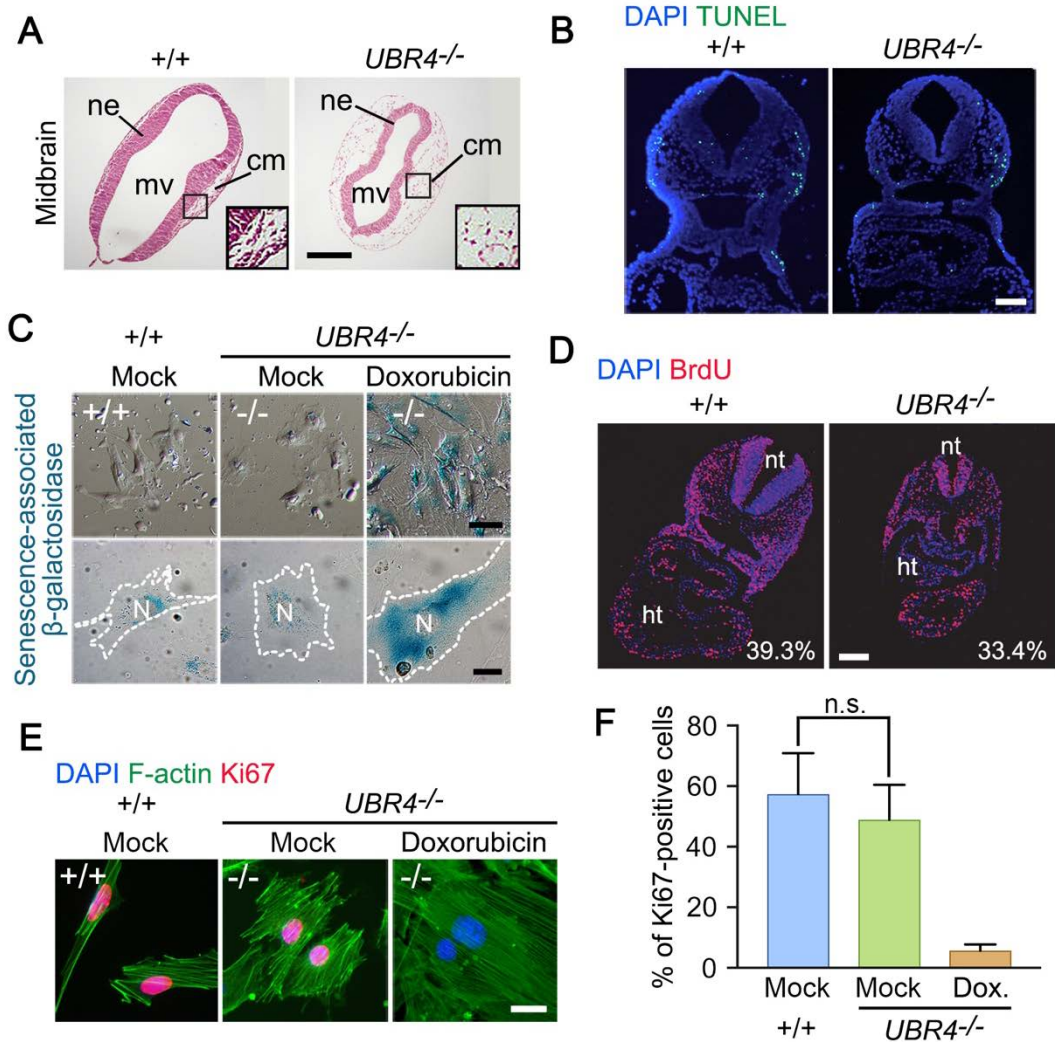 A
+/+
UBR4-/-
Midbrain
ne
mv
cm
ne
mv
cm
B
DAPI TUNEL
+/+
UBR4-/-
C
+/+
UBR4-/-
Mock
Mock
Doxorubicin
Senescence-associated
β-galactosidase
+/+
-/-
-/-
N
N
N
D
DAPI BrdU
+/+
UBR4-/-
nt
ht
39.3%
nt
ht
33.4%
E
DAPI F-actin Ki67
+/+
UBR4-/-
Mock
Mock
Doxorubicin
+/+
-/-
-/-
F
n.s.
% of Ki67-positive cells
80
60
40
20
0
Mock
Mock
Dox.
+/+
UBR4-/-